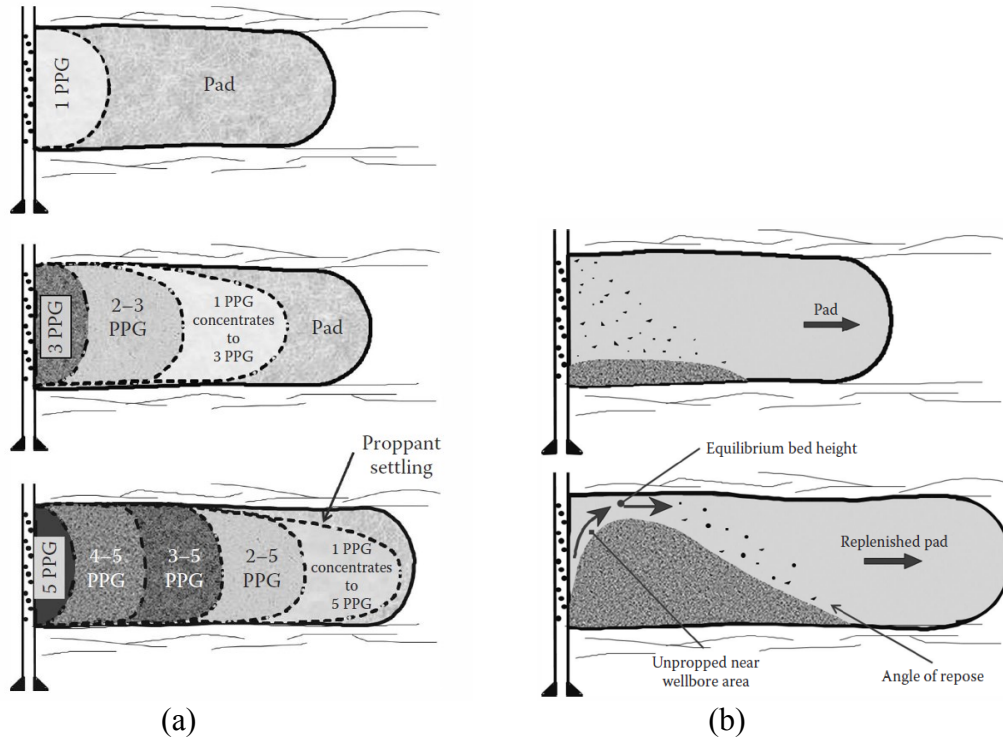 1 PPG
Pad
3 PPG
2–3
PPG
1 PPG
concentrates
to
3 PPG
Pad
Proppant
settling
5 PPG
4–5
PPG
3–5
PPG
2–5
PPG
1 PPG
concentrates
to
5 PPG
(a)
Pad
Equilibrium bed height
Replenished pad
Unpropped near
wellbore area
Angle of repose
(b)